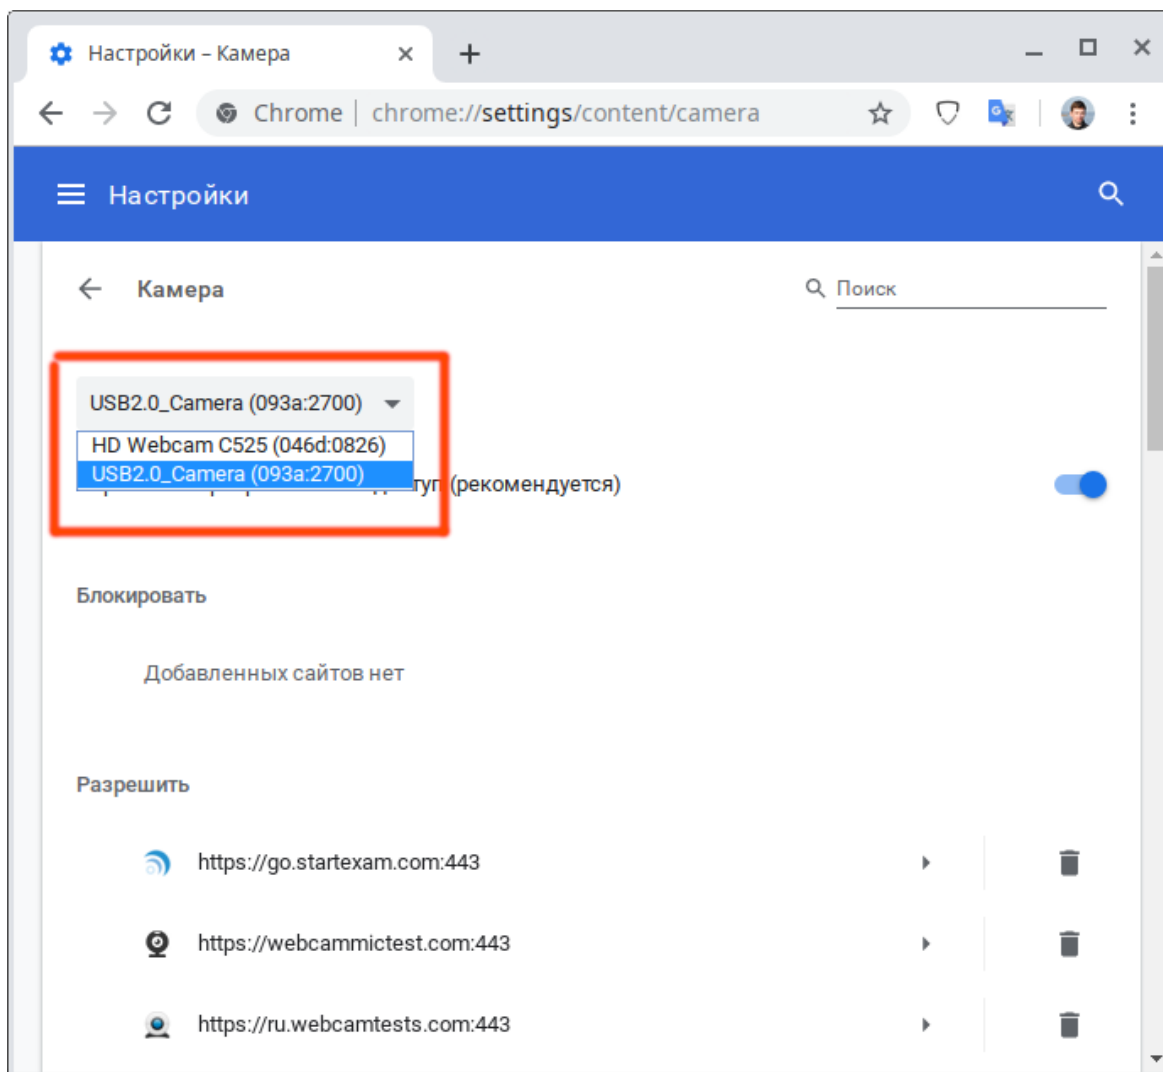 Настройки – Камера
Chrome | chrome://settings/content/camera
Настройки
Камера
Поиск
USB2.0_Camera (093a:2700)
HD Webcam C525 (046d:0826)
USB2.0_Camera (093a:2700)
(рекомендуется)
Блокировать
Добавленных сайтов нет
Разрешить
https://go.startexam.com:443
https://webcammictest.com:443
https://ru.webcamtests.com:443